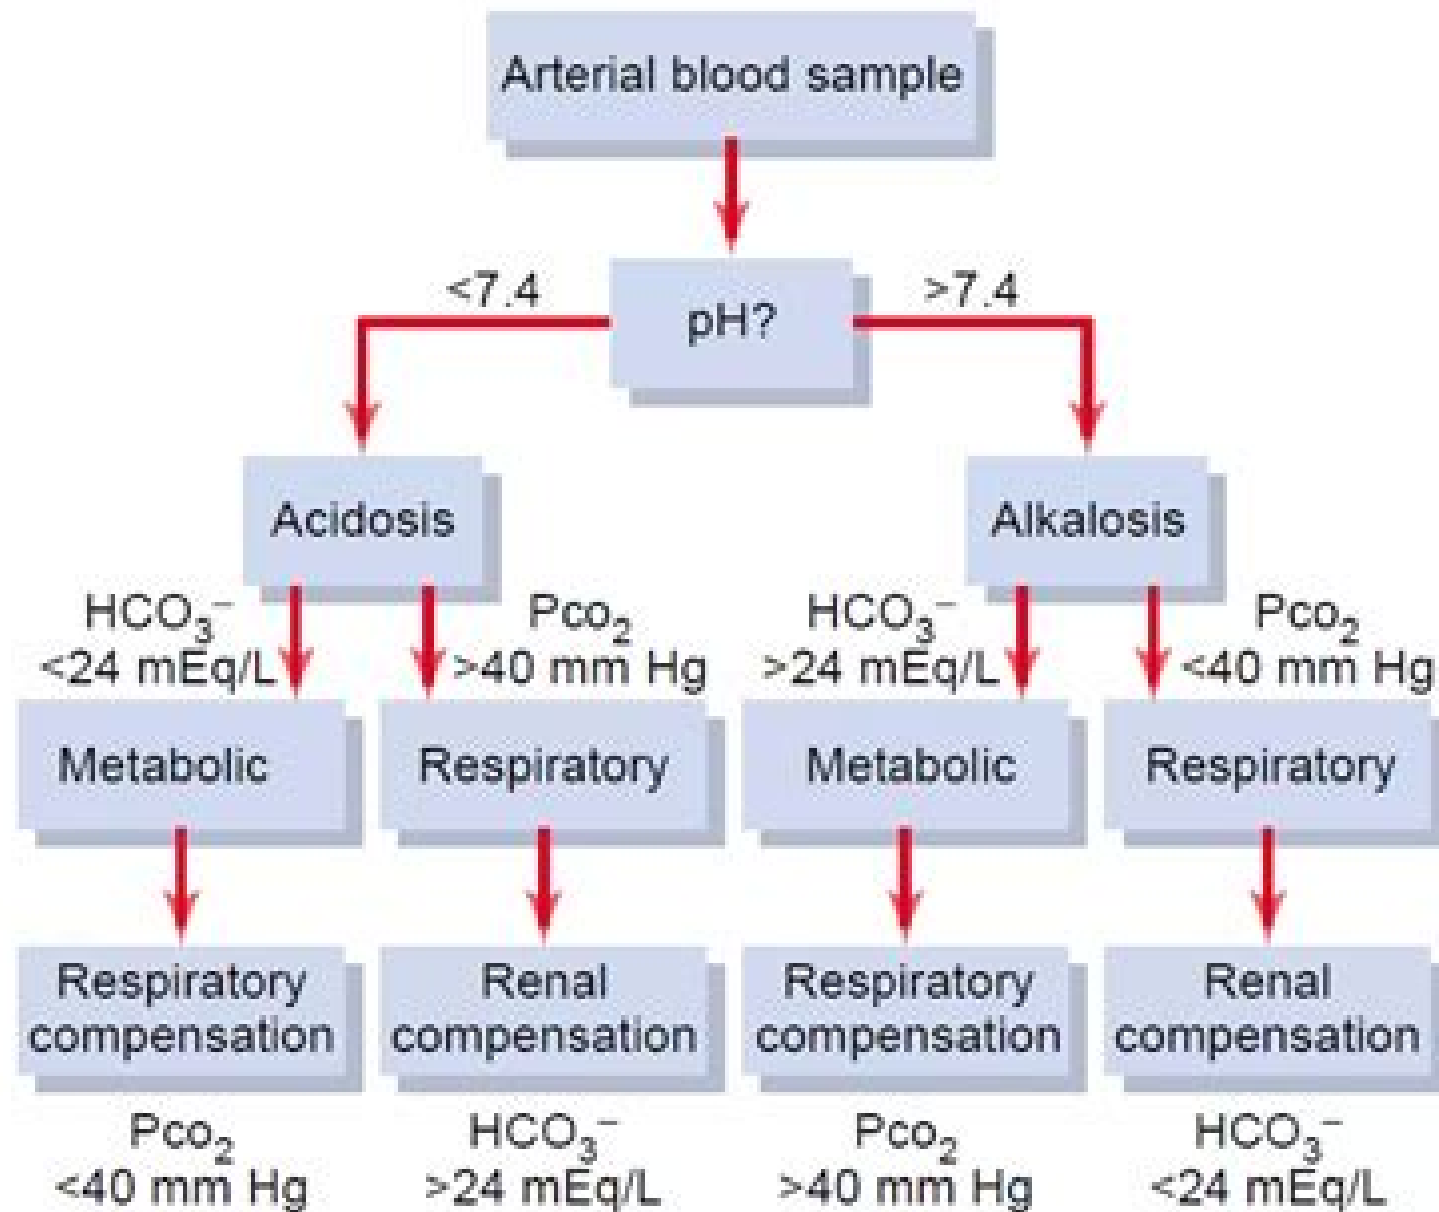 Arterial blood sample
<7.4
pH?
>7.4
Acidosis
Alkalosis
HCO₃⁻
<24 mEq/L
Pco₂
>40 mm Hg
HCO₃⁻
>24 mEq/L
Pco₂
<40 mm Hg
Metabolic
Respiratory
Metabolic
Respiratory
Respiratory
compensation
Renal
compensation
Respiratory
compensation
Renal
compensation
Pco₂
<40 mm Hg
HCO₃⁻
>24 mEq/L
Pco₂
>40 mm Hg
HCO₃⁻
<24 mEq/L